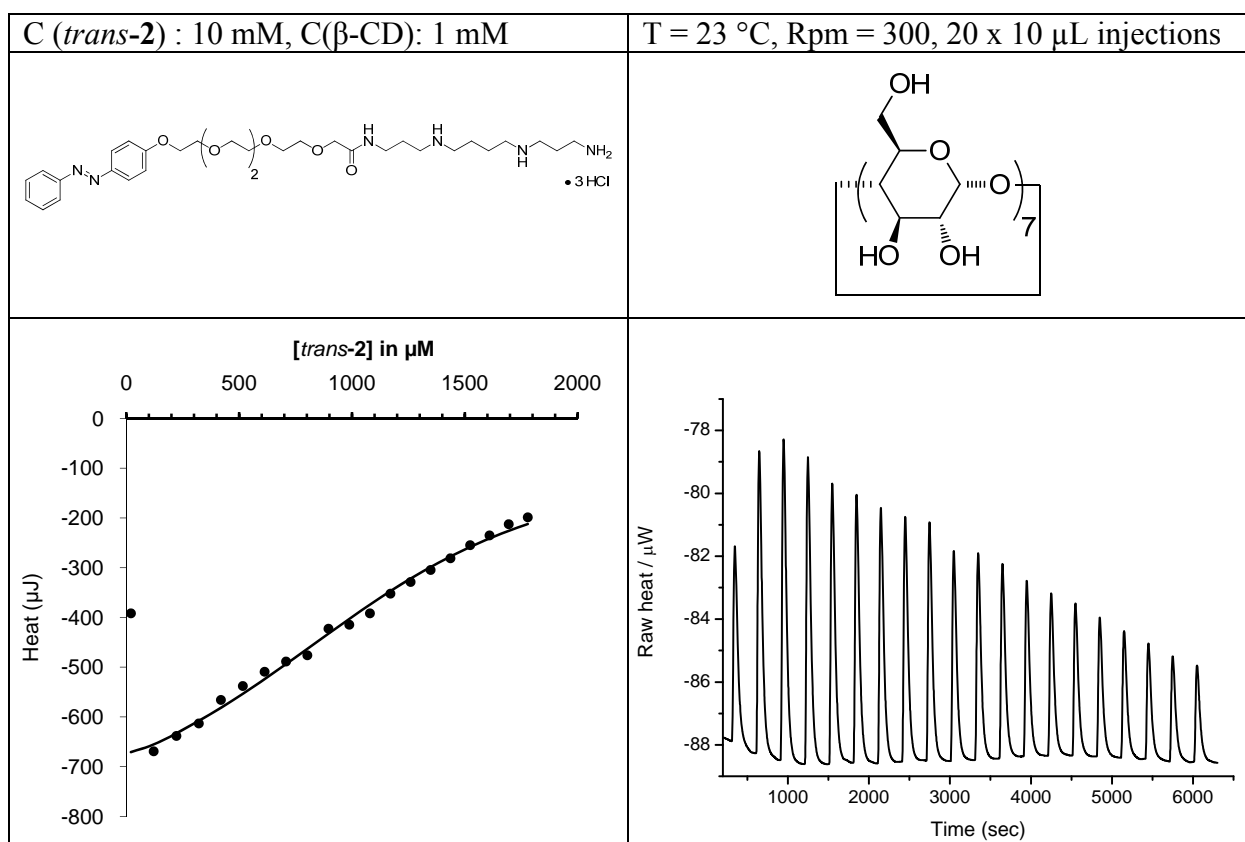 C (trans-2) : 10 mM, C(β-CD): 1 mM
T = 23 °C, Rpm = 300, 20 x 10 µL injections
O
N
N
O
2
O
O
O
H
N
H
N
N
H
NH2
• 3 HCl
OH
O
O
7
HO
OH
[trans-2] in µM
0 500 1000 1500 2000
0
-100
-200
-300
-400
-500
-600
-700
-800
Heat (µJ)
-78
-80
-82
-84
-86
-88
Raw heat / µW
1000 2000 3000 4000 5000 6000
Time (sec)